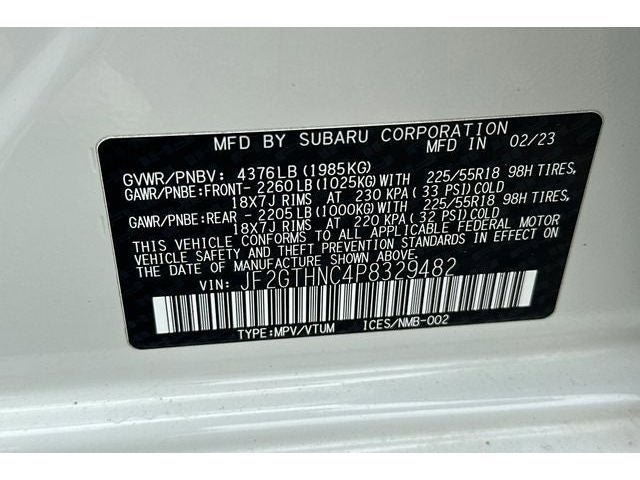 MFD BY SUBARU CORPORATION MFD IN 02/23
GVWR/PNBV: 4376LB(1985KG)
GAWR/PNBE:FRONT- 2260LB(1025KG)WITH 225/55R18 98H TIRES,
18X7J RIMS AT 230 KPA(33 PSI)COLD
GAWR/PNBE:REAR - 2205LB(1000KG)WITH 225/55R18 98H TIRES,
18X7J RIMS AT 220 KPA(32 PSI)COLD
THIS VEHICLE CONFORMS TO ALL APPLICABLE FEDERAL MOTOR
VEHICLE SAFETY AND BUMPER STANDARDS IN EFFECT ON THE
DATE OF MANUFACTURE SHOWN ABOVE.
VIN: JF2GTHNC4P8329482
TYPE:MPV/VTUM ICES/NMB-002